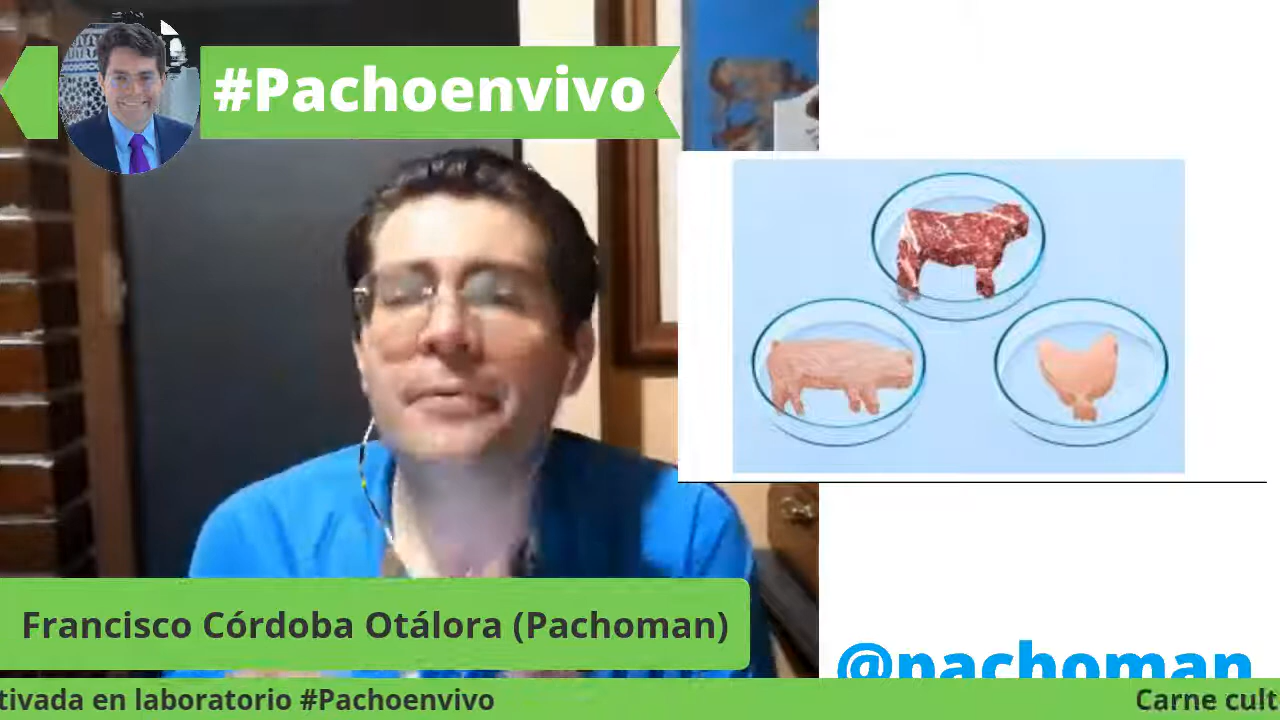 #Pachoenvivo
Francisco Córdoba Otálora (Pachoman)
@pachoman
tivada en laboratorio #Pachoenvivo
Carne cult